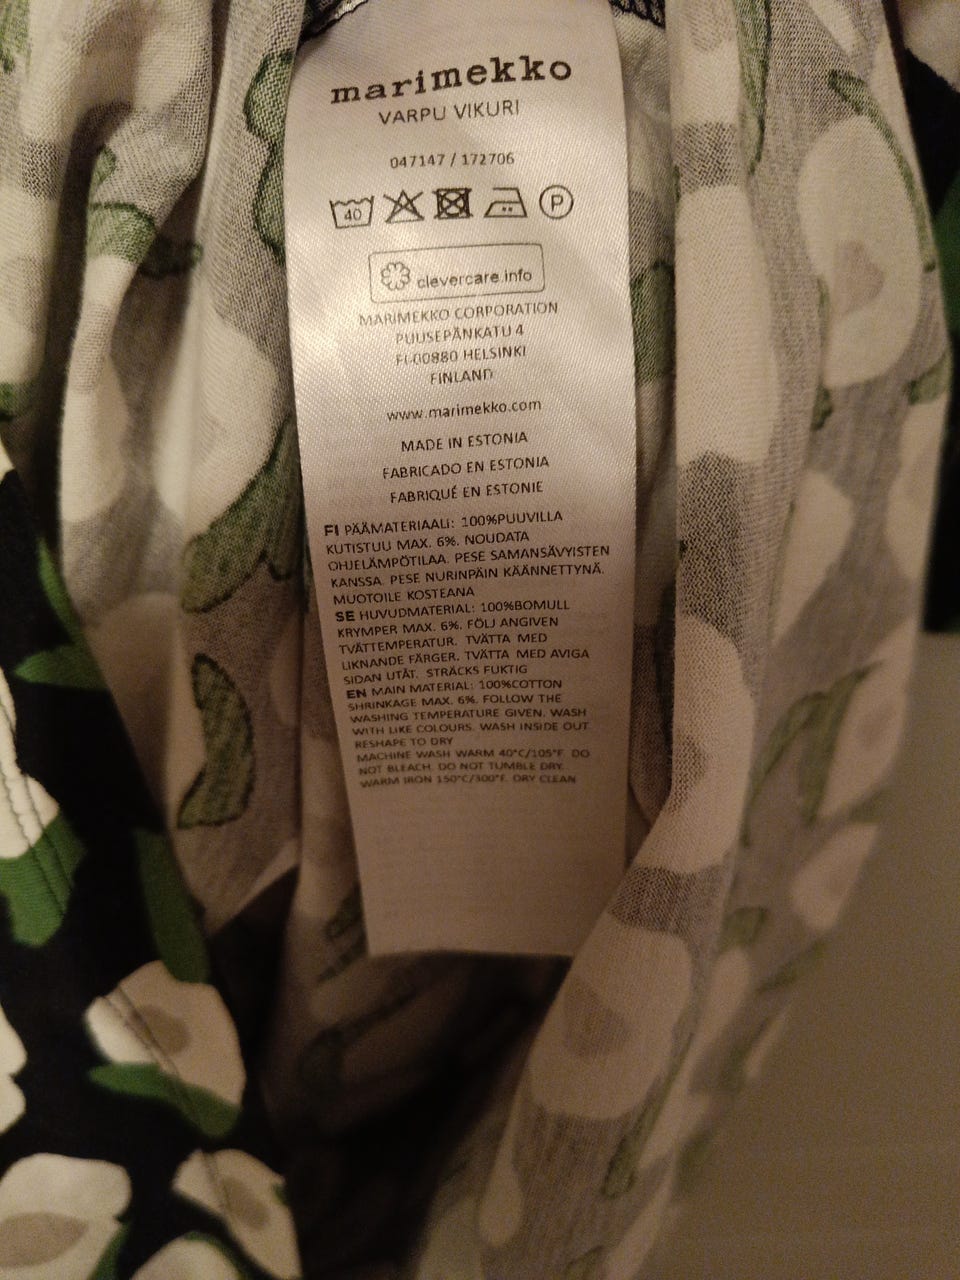 marimekko
VARPU VIKURI
047147 / 172706
40 P
clevercare.info
MARIMEKKO CORPORATION
PUUSEPÄNKATU 4
FI-00880 HELSINKI
FINLAND
www.marimekko.com
MADE IN ESTONIA
FABRICADO EN ESTONIA
FABRIQUÉ EN ESTONIE
FI PÄÄMATERIAALI: 100%PUUVILLA
KUTISTUU MAX. 6%. NOUDATA
OHJELÄMPÖTILAA. PESE SAMANSÄVYISTEN
KANSSA. PESE NURINPÄIN KÄÄNNETTYNÄ.
MUOTOILE KOSTEANA
SE HUVUDMATERIAL: 100%BOMULL
KRYMPER MAX. 6%. FÖLJ ANGIVEN
TVÄTTEMPERATUR. TVÄTTA MED
LIKNANDE FÄRGER. TVÄTTA MED AVIGA
SIDAN UTÅT. STRÄCKS FUKTIG
EN MAIN MATERIAL: 100%COTTON
SHRINKAGE MAX. 6%. FOLLOW THE
WASHING TEMPERATURE GIVEN. WASH
WITH LIKE COLOURS. WASH INSIDE OUT.
RESHAPE TO DRY
MACHINE WASH WARM 40°C/105°F. DO
NOT BLEACH. DO NOT TUMBLE DRY.
WARM IRON 150°C/300°F. DRY CLEAN